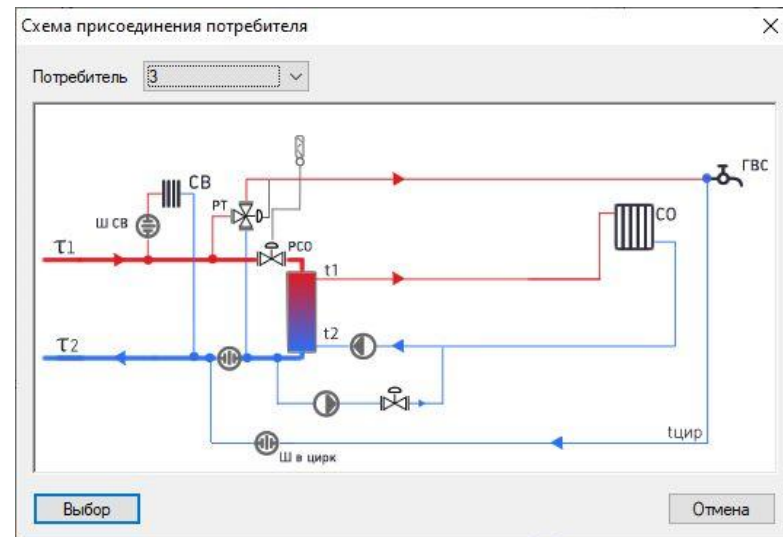 Схема присоединения потребителя
Потребитель 3
СВ
ГВС
РТ
Ш СВ
СО
τ1
РСО
t1
t2
τ2
tцир
Ш в цирк
Выбор
Отмена